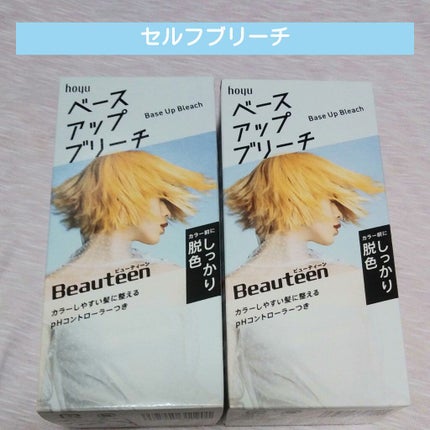 セルフブリーチ
hoyu
ベース
アップ
ブリーチ
Base Up Bleach
カラー前に
しっかり
脱色
ビューティーン
Beauteen
カラーしやすい髪に整える
pHコントローラーつき
hoyu
ベース
アップ
ブリーチ
Base Up Bleach
カラー前に
しっかり
脱色
ビューティーン
Beauteen
カラーしやすい髪に整える
pHコントローラーつき